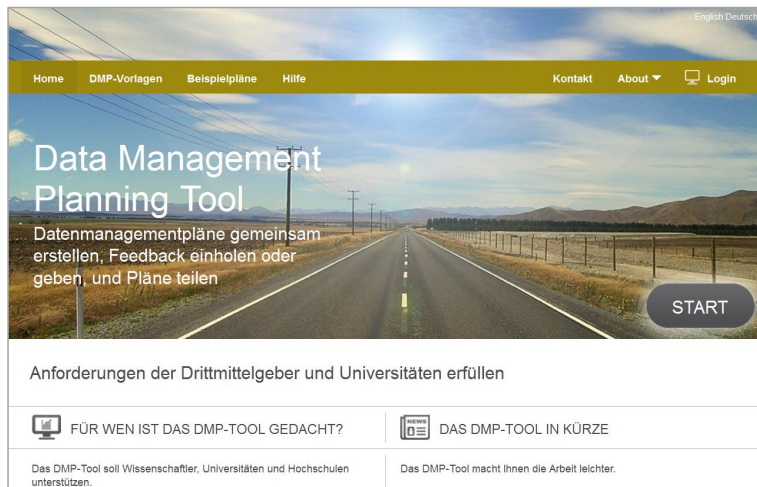 English Deutsch
Home DMP-Vorlagen Beispielpläne Hilfe Kontakt About Login
Data Management
Planning Tool
Datenmanagementpläne gemeinsam
erstellen, Feedback einholen oder
geben, und Pläne teilen
START
Anforderungen der Drittmittelgeber und Universitäten erfüllen
FÜR WEN IST DAS DMP-TOOL GEDACHT?
NEWS
DAS DMP-TOOL IN KÜRZE
Das DMP-Tool soll Wissenschaftler, Universitäten und Hochschulen
unterstützen.
Das DMP-Tool macht Ihnen die Arbeit leichter.